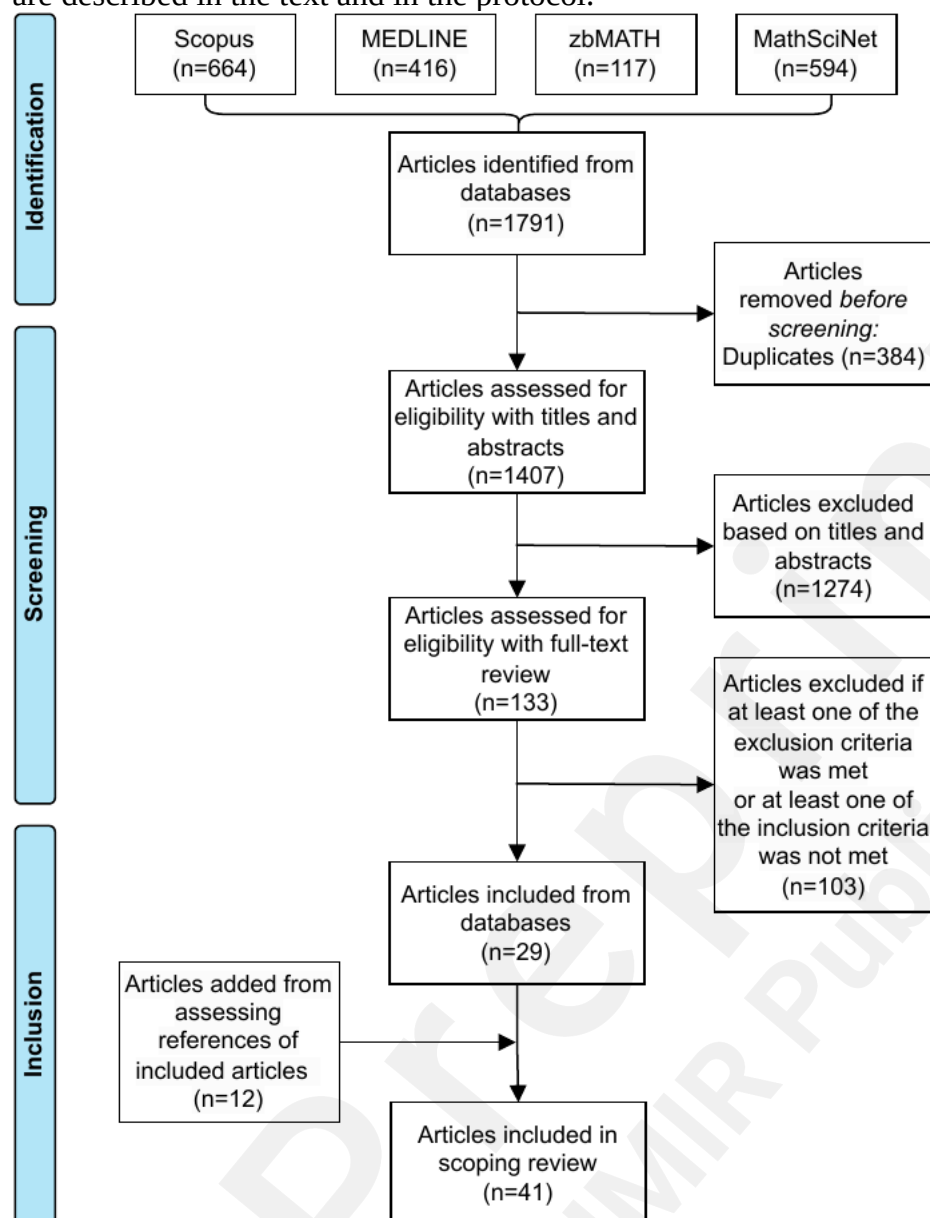 are described in the text and in the protocol.
Scopus
(n=664)
MEDLINE
(n=416)
zbMATH
(n=117)
MathSciNet
(n=594)
Identification
Articles identified from
databases
(n=1791)
Articles
removed before
screening:
Duplicates (n=384)
Screening
Articles assessed for
eligibility with titles and
abstracts
(n=1407)
Articles excluded
based on titles and
abstracts
(n=1274)
Articles assessed for
eligibility with full-text
review
(n=133)
Articles excluded if
at least one of the
exclusion criteria
was met
or at least one of
the inclusion criteria
was not met
(n=103)
Inclusion
Articles included from
databases
(n=29)
Articles added from
assessing
references of
included articles
(n=12)
Articles included in
scoping review
(n=41)
Preprin
JMIR Publi